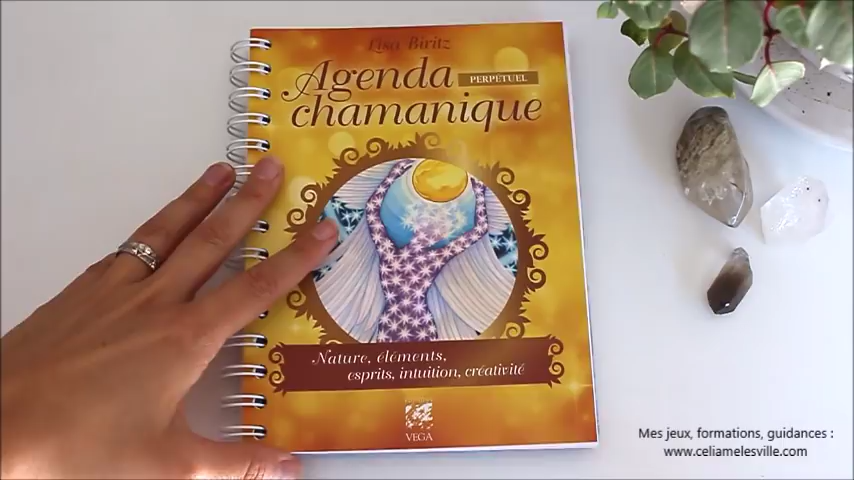 Lisa Biritz
Agenda
PERPÉTUEL
chamanique
Nature, éléments,
esprits, intuition, créativité
VEGA
Mes jeux, formations, guidances :
www.celiamelesville.com